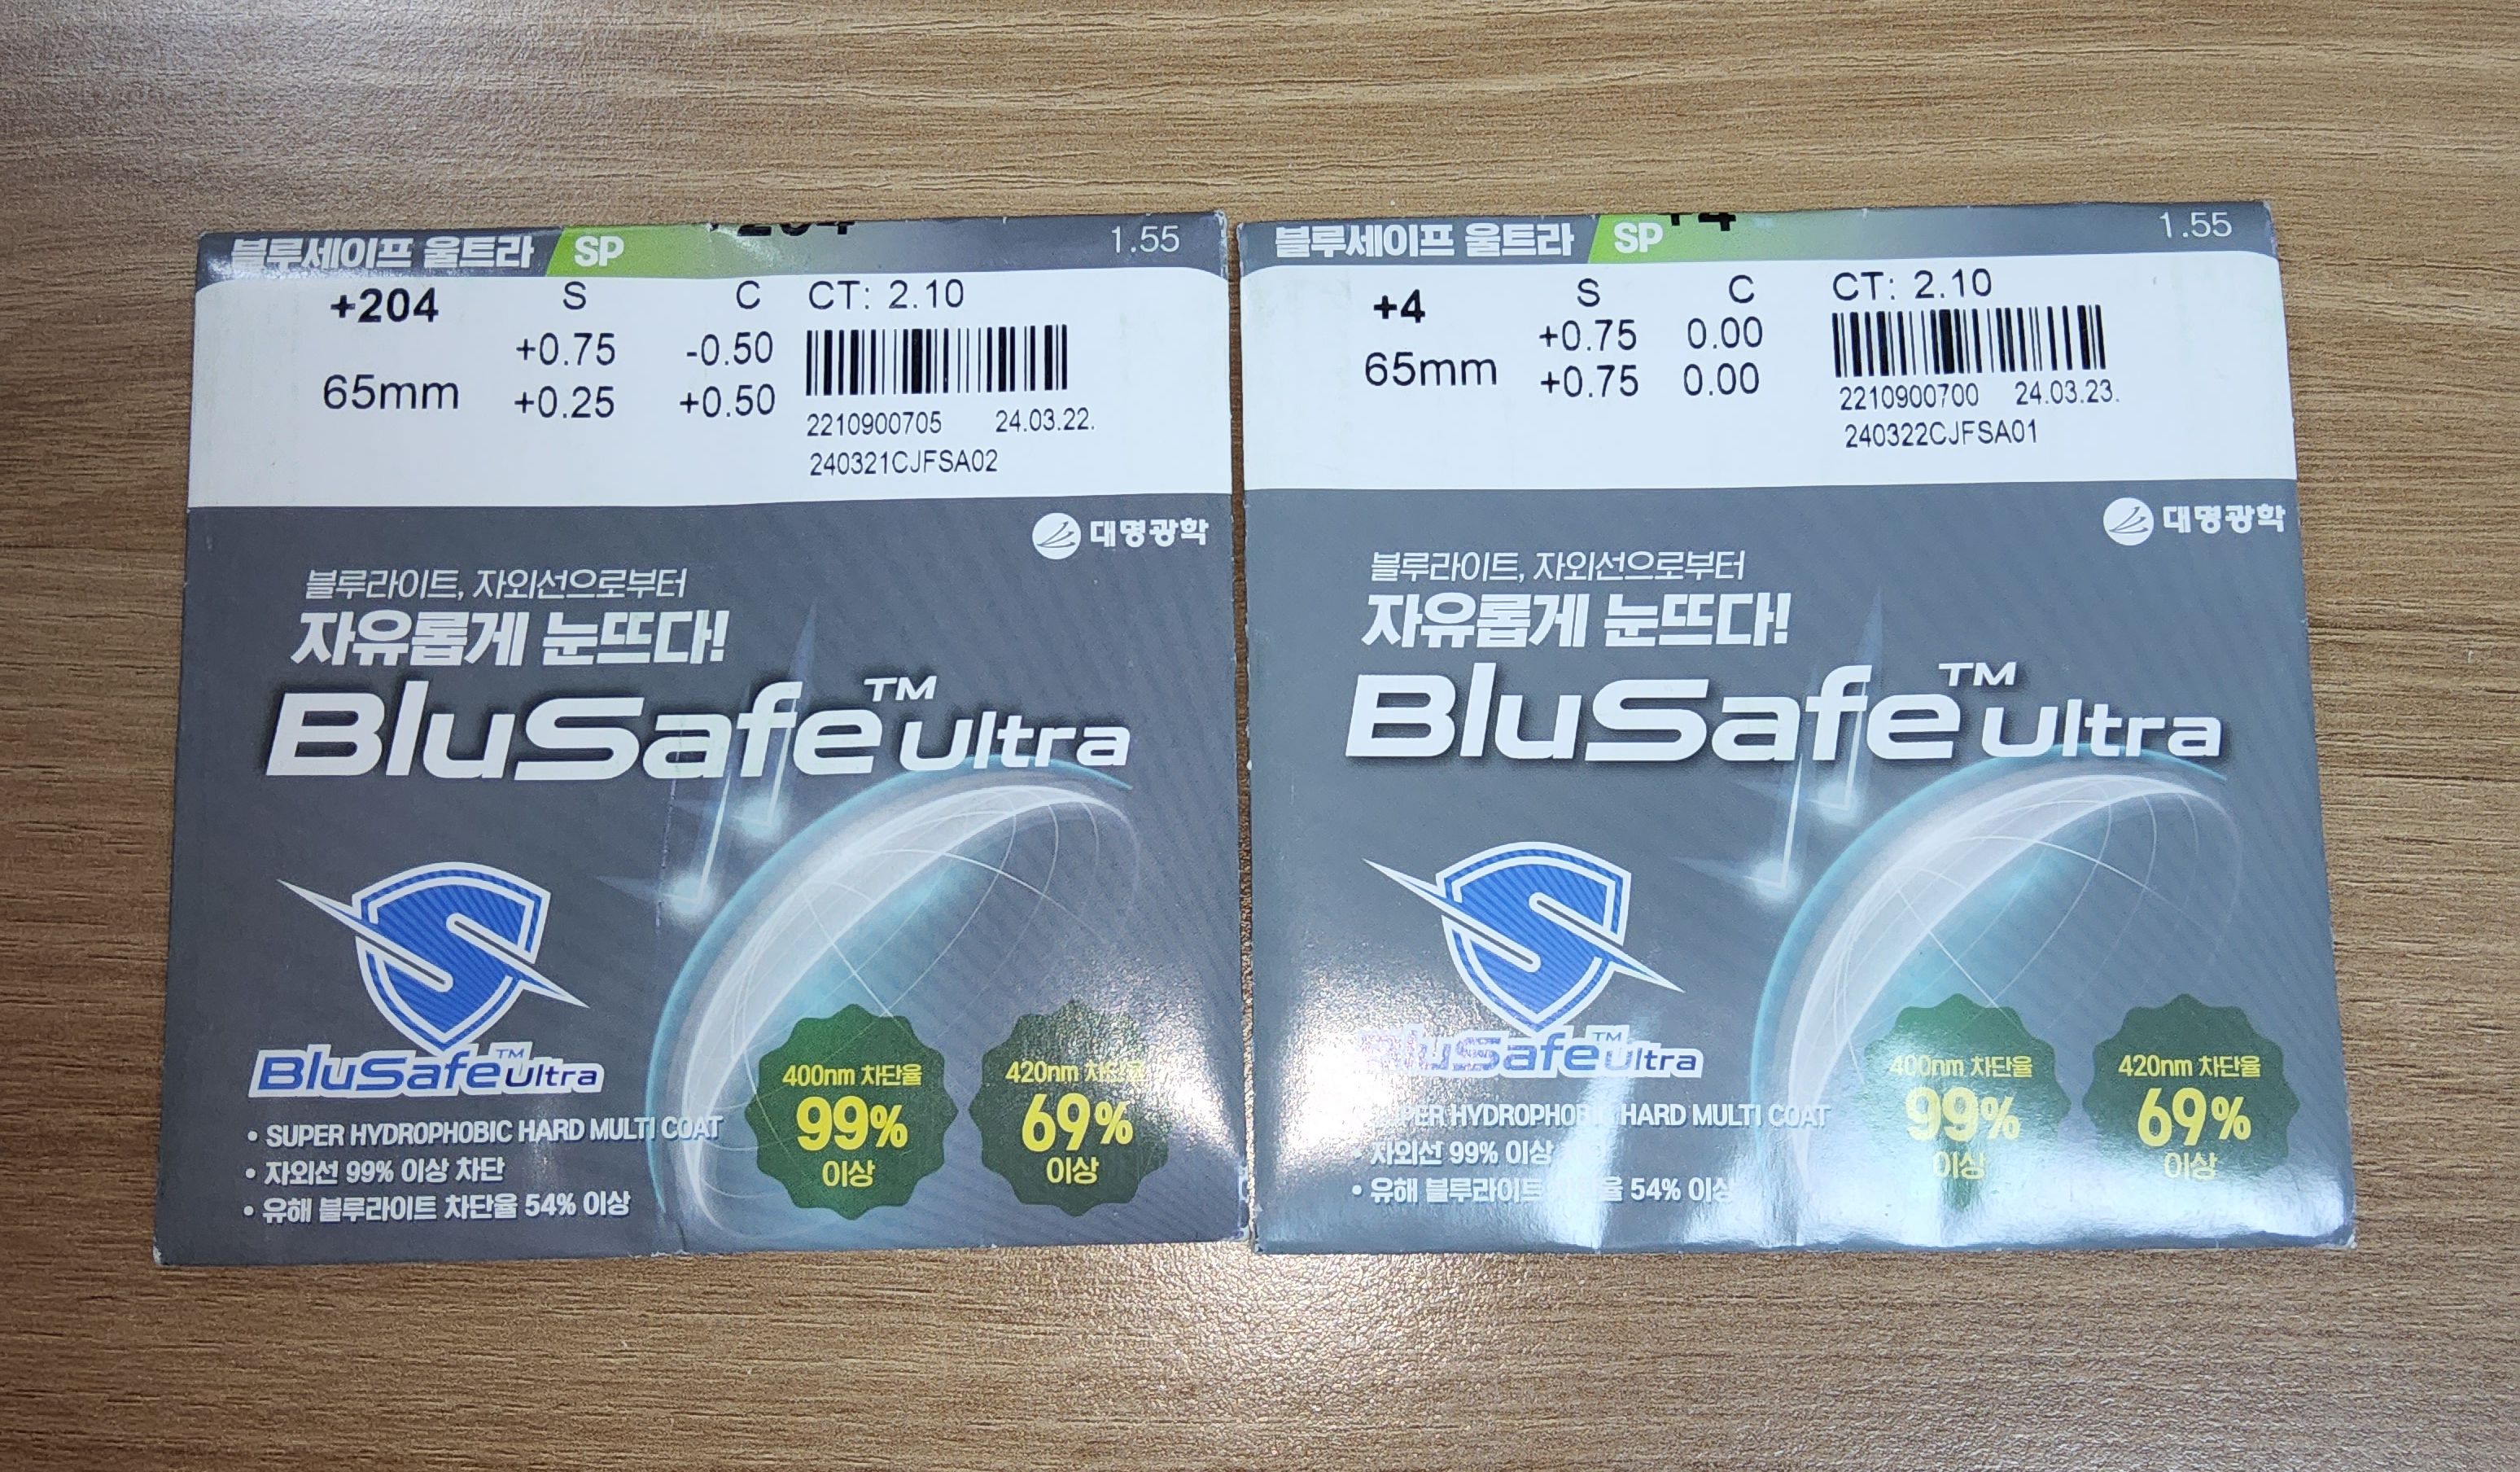 블루세이프 울트라 SP 1.55
+204 S C CT: 2.10
+0.75 -0.50
65mm +0.25 +0.50
2210900705 24.03.22.
240321CJFSA02
대명광학
블루라이트, 자외선으로부터
자유롭게 눈뜨다!
BluSafe™ Ultra
BluSafe™ Ultra
• SUPER HYDROPHOBIC HARD MULTI COAT
• 자외선 99% 이상 차단
• 유해 블루라이트 차단율 54% 이상
400nm 차단율
99%
이상
420nm 차단율
69%
이상
블루세이프 울트라 SP +4 1.55
+4 S C CT: 2.10
+0.75 0.00
65mm +0.75 0.00
2210900700 24.03.23.
240322CJFSA01
대명광학
블루라이트, 자외선으로부터
자유롭게 눈뜨다!
BluSafe™ Ultra
BluSafe™ Ultra
SUPER HYDROPHOBIC HARD MULTI COAT
• 자외선 99% 이상
• 유해 블루라이트 54% 이상
400nm 차단율
99%
이상
420nm 차단율
69%
이상